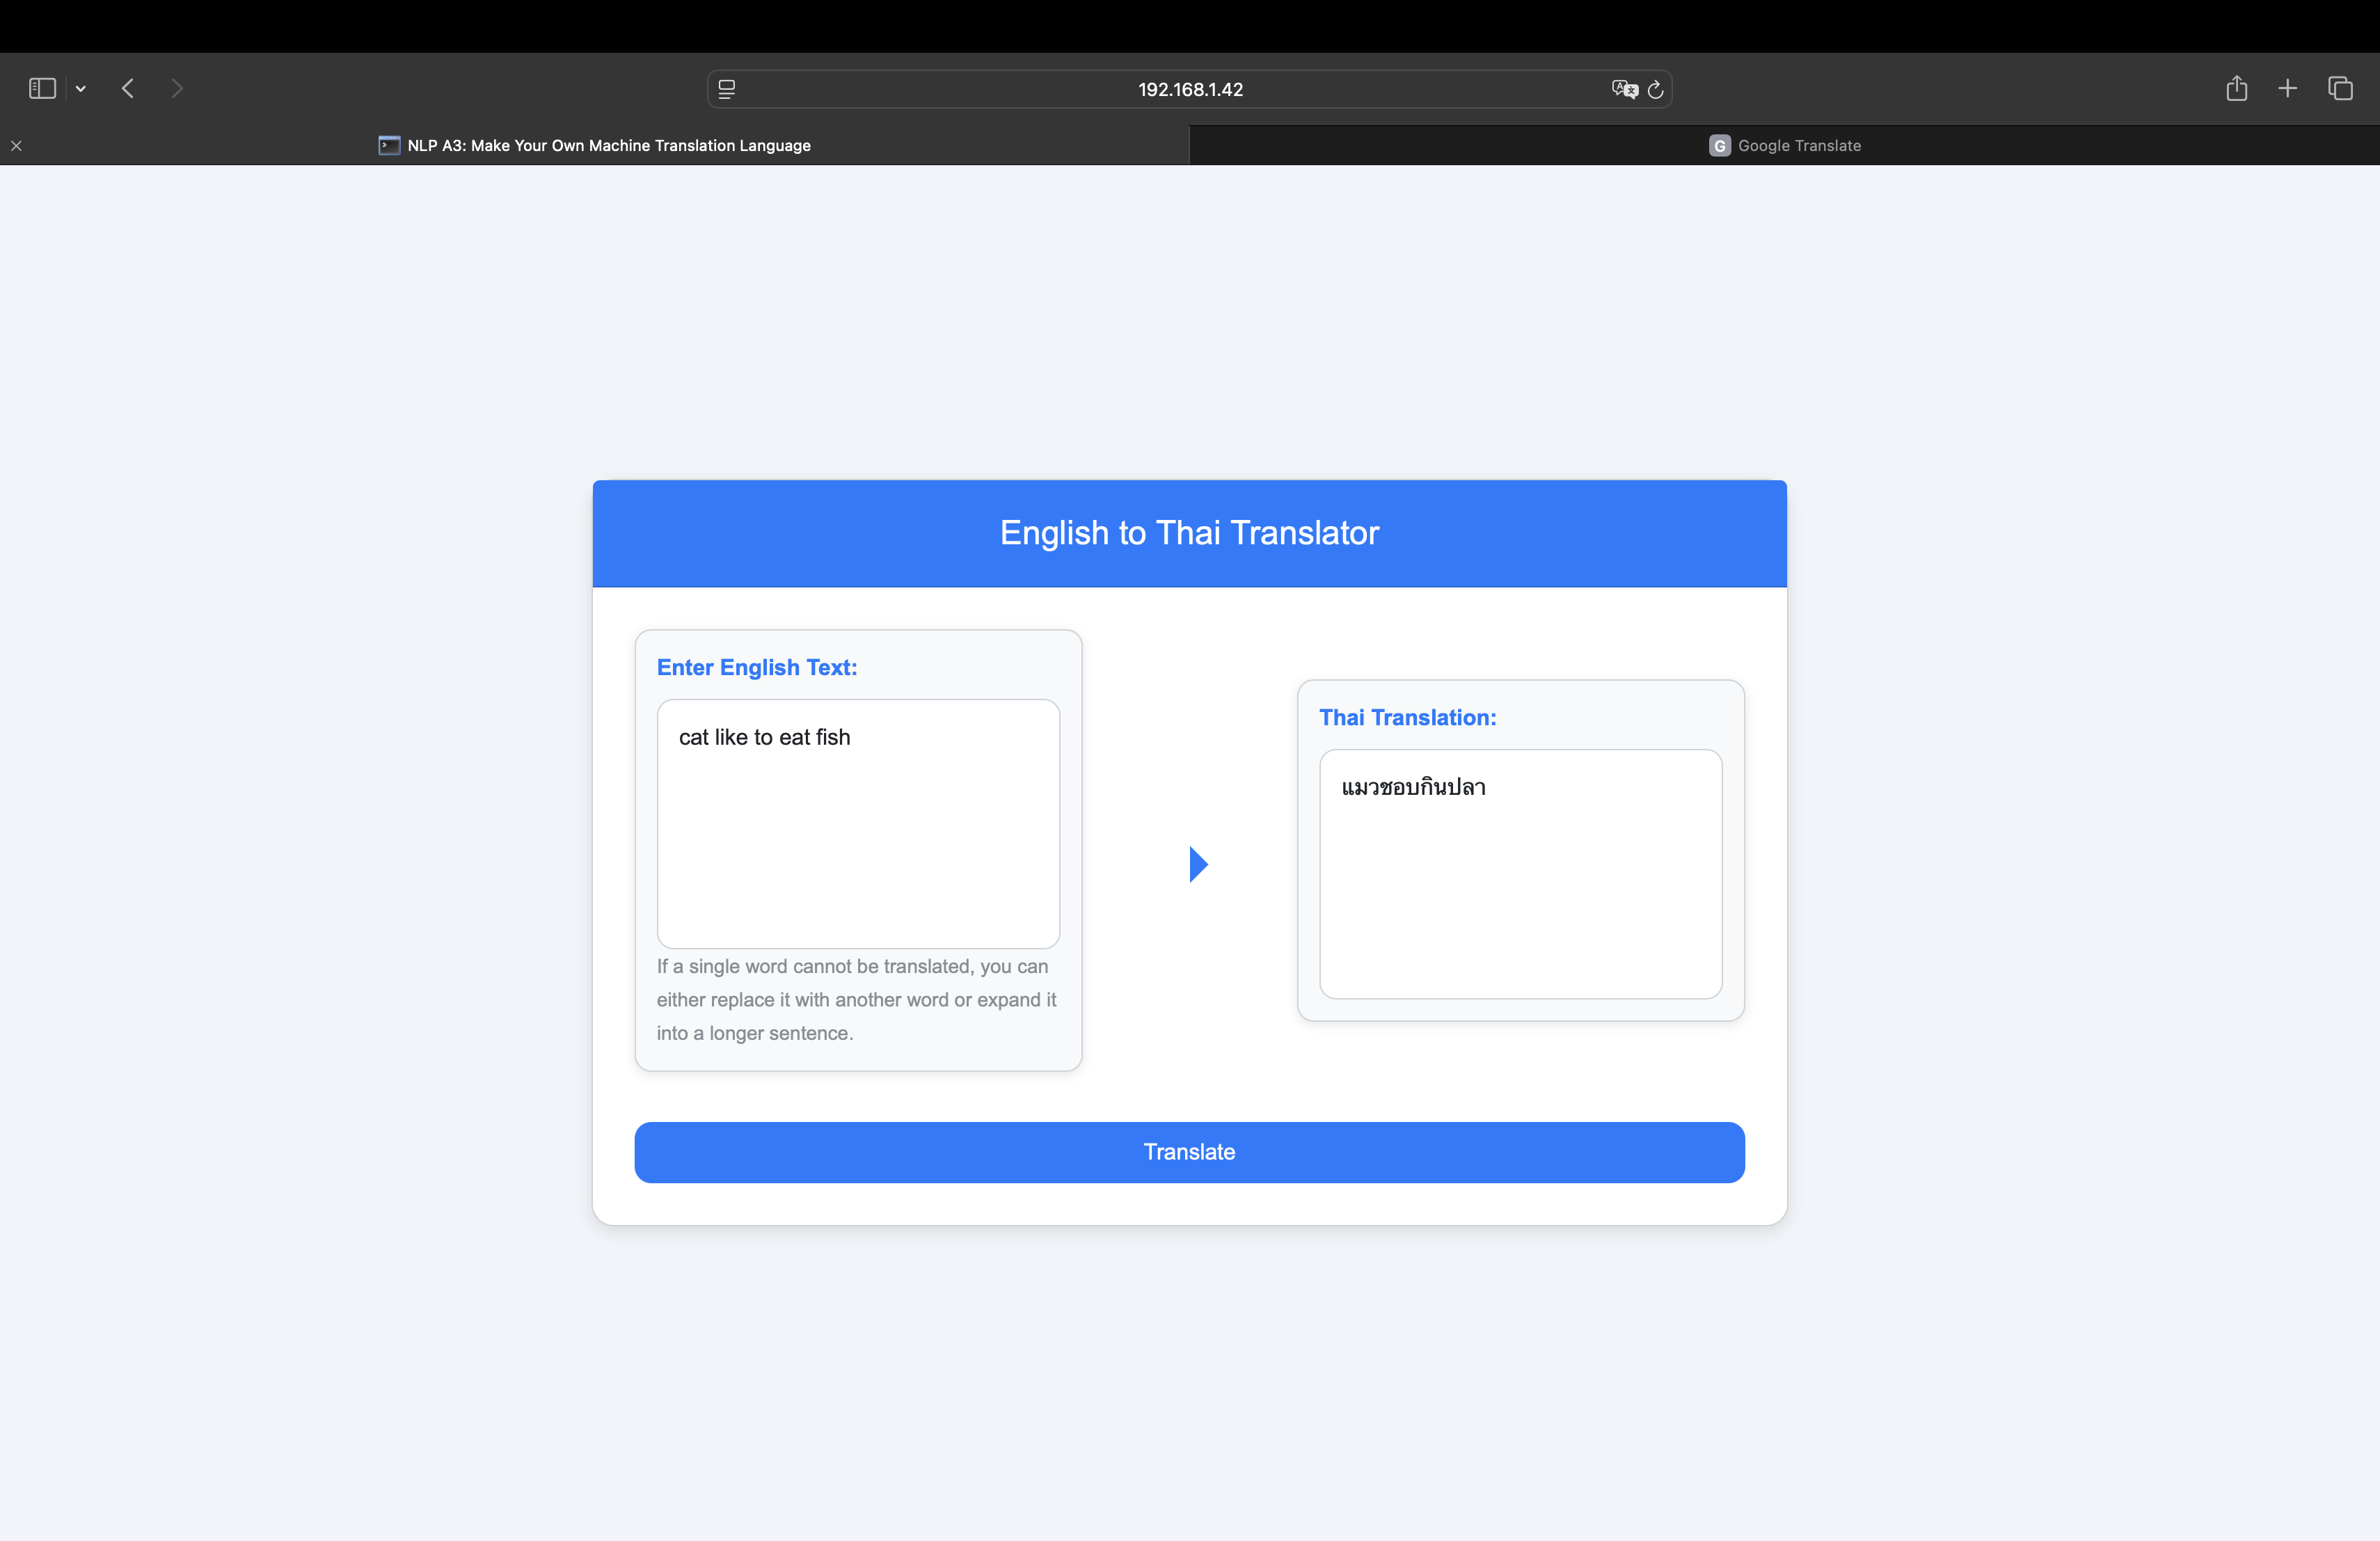 192.168.1.42
NLP A3: Make Your Own Machine Translation Language
G Google Translate
English to Thai Translator
Enter English Text:
cat like to eat fish
If a single word cannot be translated, you can
either replace it with another word or expand it
into a longer sentence.
Thai Translation:
แมวชอบกินปลา
Translate